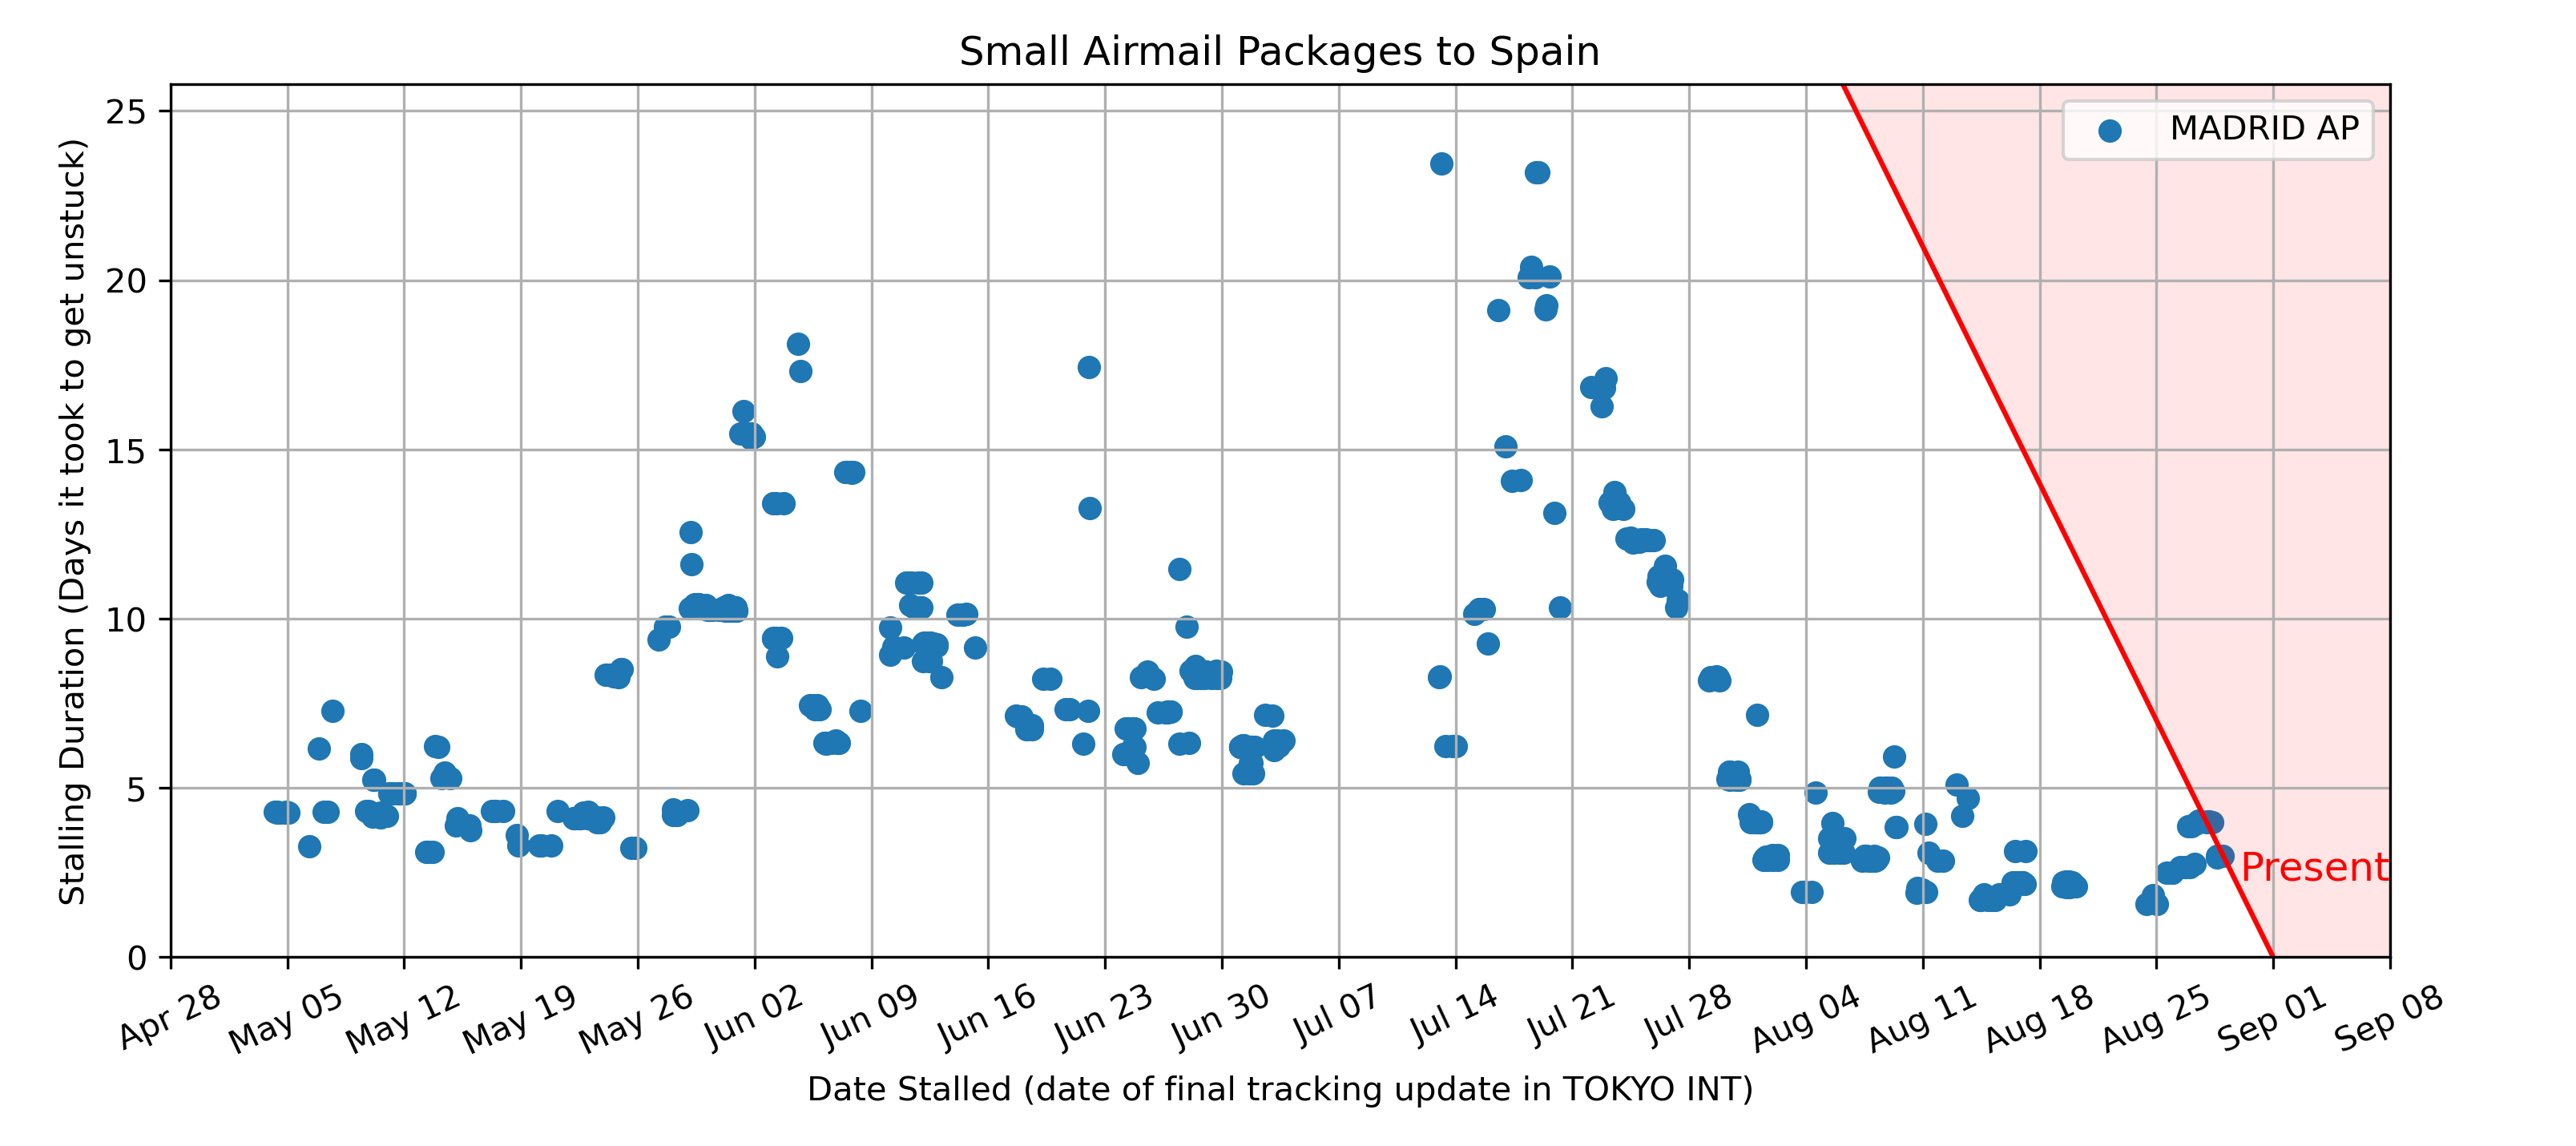 Small Airmail Packages to Spain
MADRID AP
25
20
15
10
5
0
Stalling Duration (Days it took to get unstuck)
Present
Apr 28 May 05 May 12 May 19 May 26 Jun 02 Jun 09 Jun 16 Jun 23 Jun 30 Jul 07 Jul 14 Jul 21 Jul 28 Aug 04 Aug 11 Aug 18 Aug 25 Sep 01 Sep 08
Date Stalled (date of final tracking update in TOKYO INT)